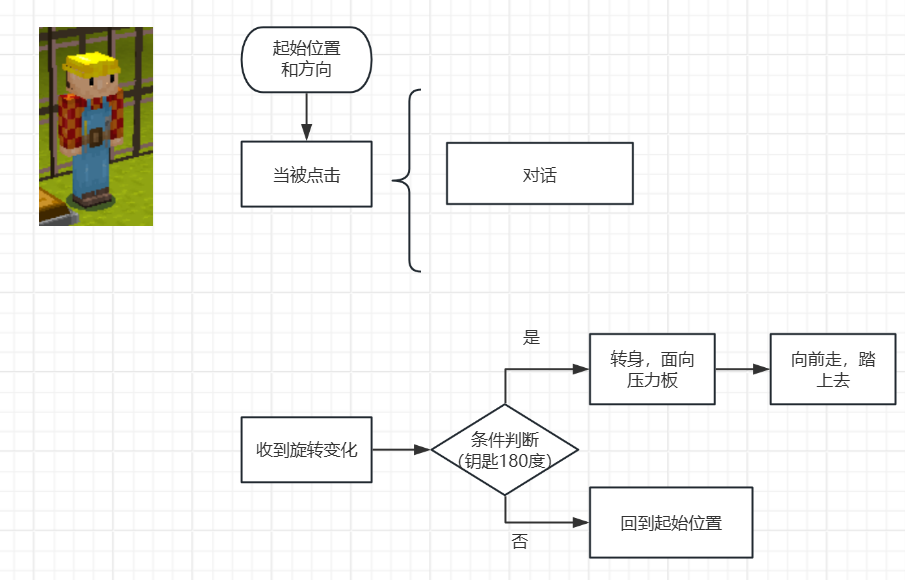 起始位置
和方向
当被点击
对话
是
转身，面向
压力板
向前走，踏
上去
收到旋转变化
条件判断
(钥匙180度)
否
回到起始位置